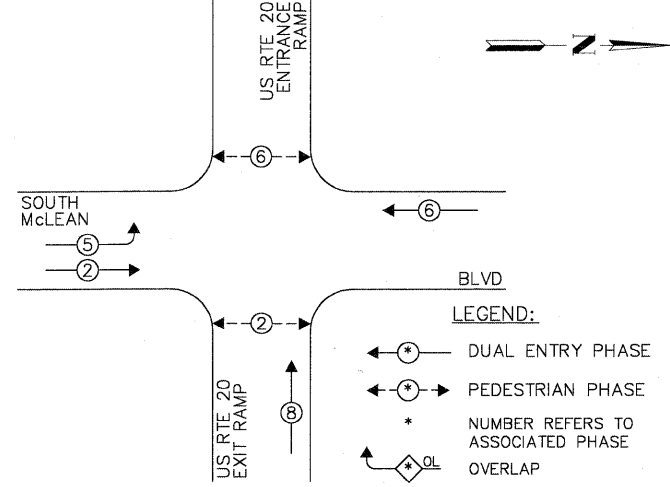 US RTE 20
ENTRANCE
RAMP
N
6
SOUTH
McLEAN
6
5
2
BLVD
2
LEGEND:
* DUAL ENTRY PHASE
* PEDESTRIAN PHASE
* NUMBER REFERS TO
ASSOCIATED PHASE
* OL OVERLAP
8
US RTE 20
EXIT RAMP